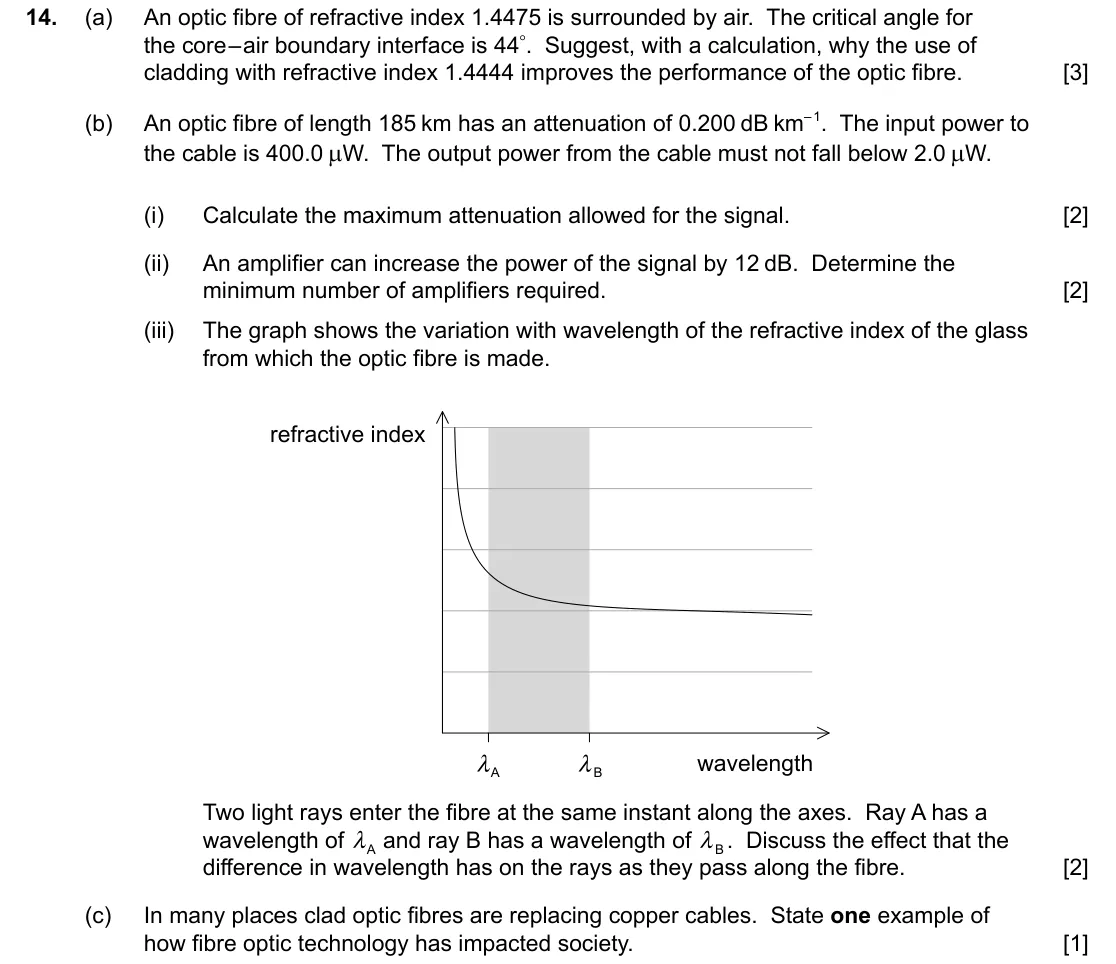 14. (a) An optic fibre of refractive index 1.4475 is surrounded by air. The critical angle for
the core–air boundary interface is 44°. Suggest, with a calculation, why the use of
cladding with refractive index 1.4444 improves the performance of the optic fibre. [3]
(b) An optic fibre of length 185 km has an attenuation of 0.200 dB km⁻¹. The input power to
the cable is 400.0 μW. The output power from the cable must not fall below 2.0 μW.
(i) Calculate the maximum attenuation allowed for the signal. [2]
(ii) An amplifier can increase the power of the signal by 12 dB. Determine the
minimum number of amplifiers required. [2]
(iii) The graph shows the variation with wavelength of the refractive index of the glass
from which the optic fibre is made.
refractive index
λA λB wavelength
Two light rays enter the fibre at the same instant along the axes. Ray A has a
wavelength of λA and ray B has a wavelength of λB. Discuss the effect that the
difference in wavelength has on the rays as they pass along the fibre. [2]
(c) In many places clad optic fibres are replacing copper cables. State one example of
how fibre optic technology has impacted society. [1]